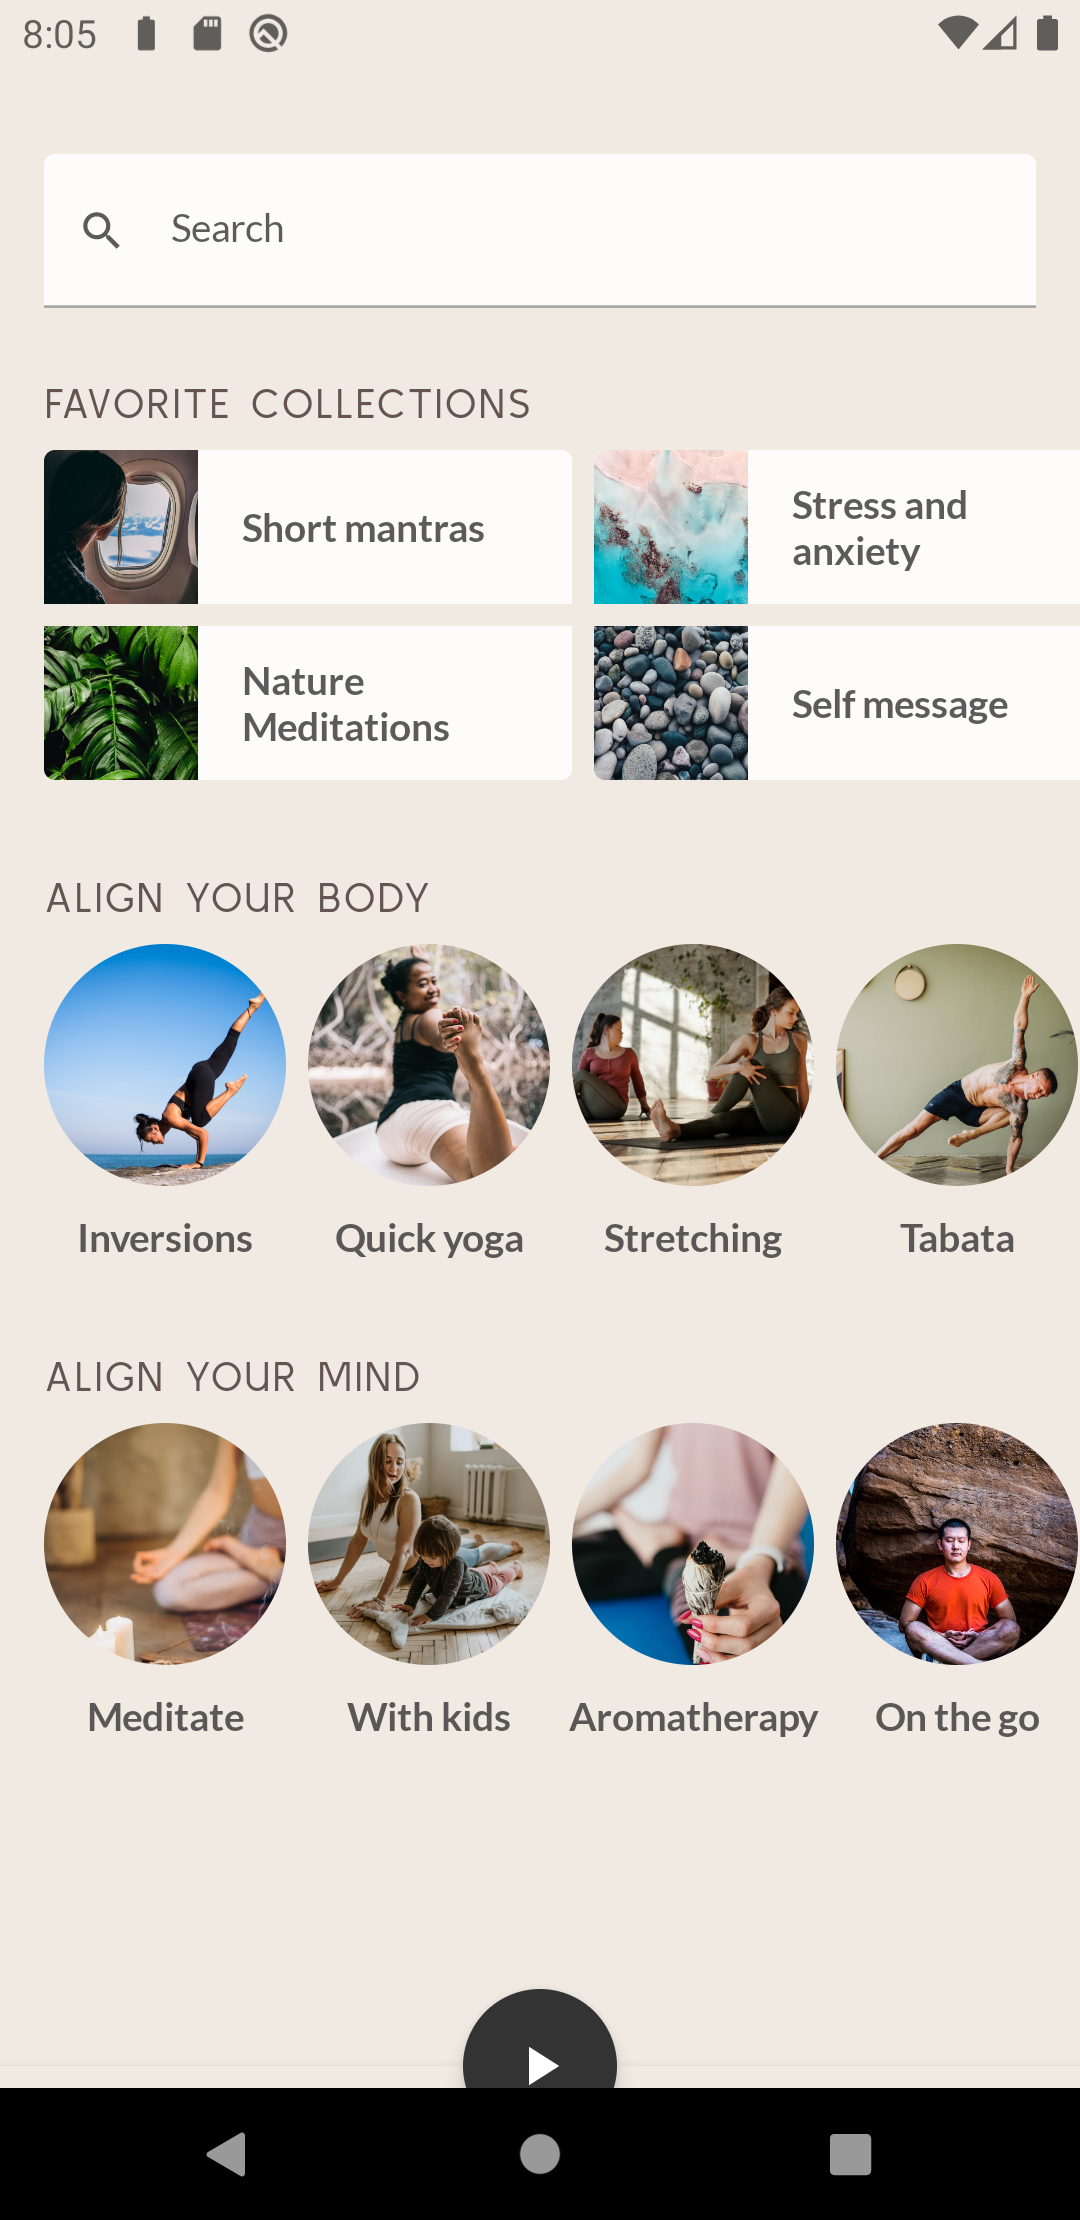 8:05
Search
FAVORITE COLLECTIONS
Short mantras
Stress and
anxiety
Nature
Meditations
Self message
ALIGN YOUR BODY
Inversions
Quick yoga
Stretching
Tabata
ALIGN YOUR MIND
Meditate
With kids
Aromatherapy
On the go